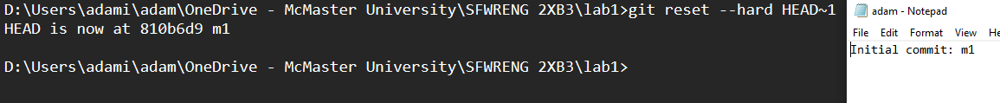 D:\Users\adami\adam\OneDrive - McMaster University\SFWRENG 2XB3\lab1>git reset --hard HEAD~1
HEAD is now at 810b6d9 m1
D:\Users\adami\adam\OneDrive - McMaster University\SFWRENG 2XB3\lab1>
adam - Notepad
File Edit Format View He
Initial commit: m1